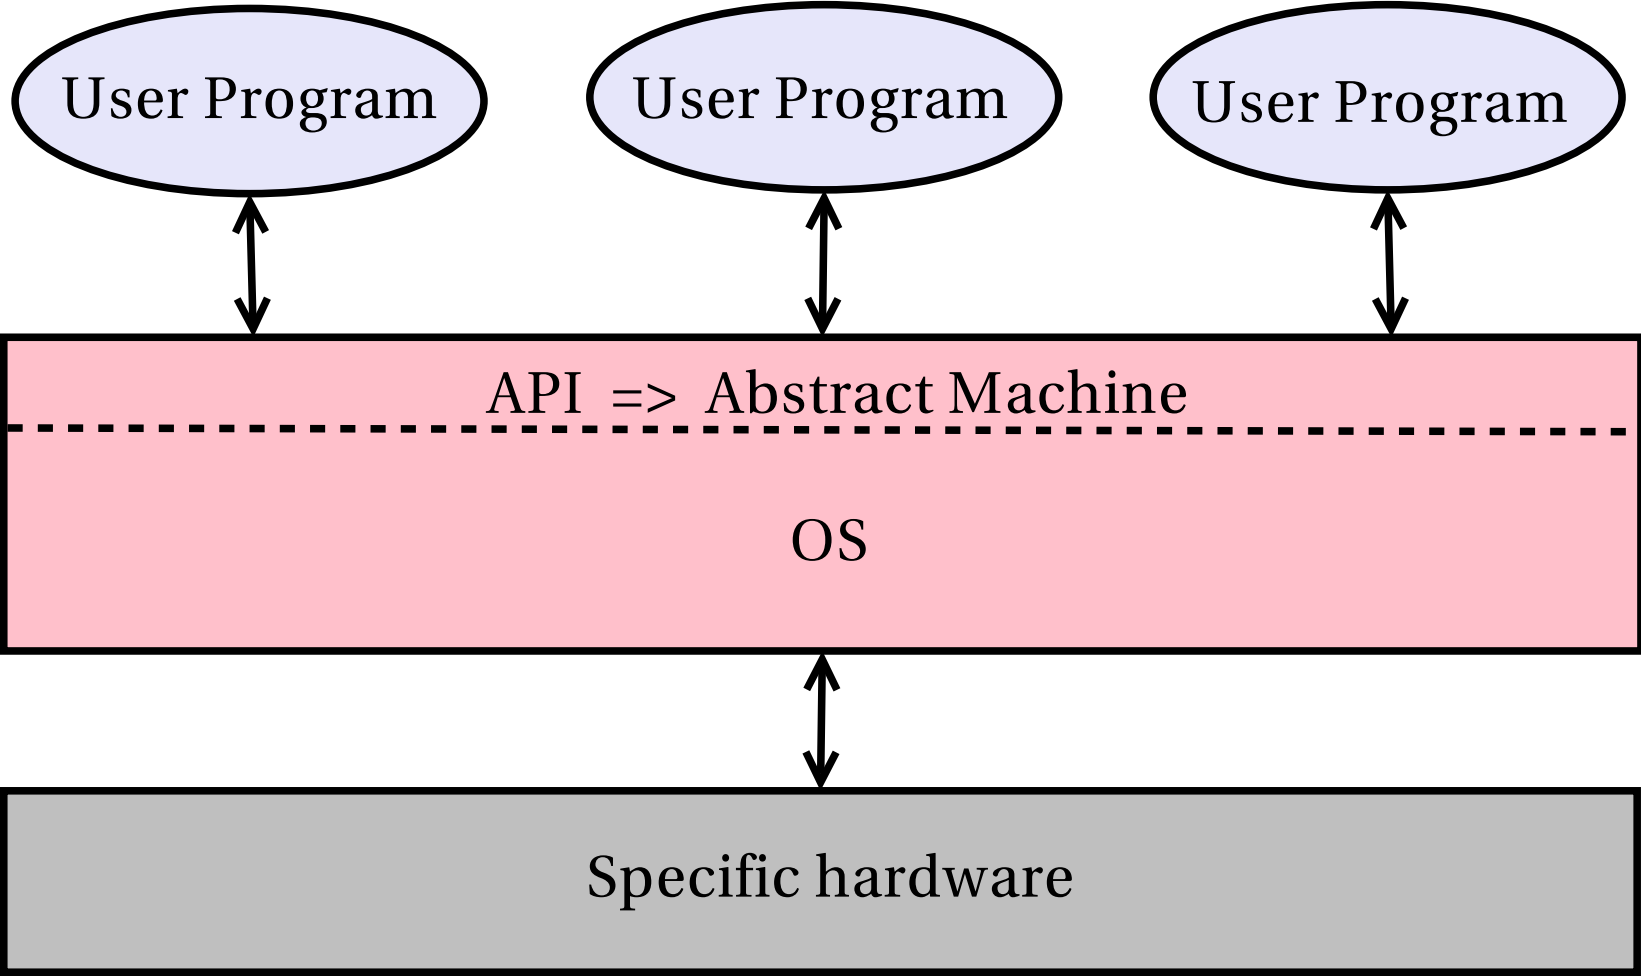 User Program
User Program
User Program
API => Abstract Machine
OS
Specific hardware